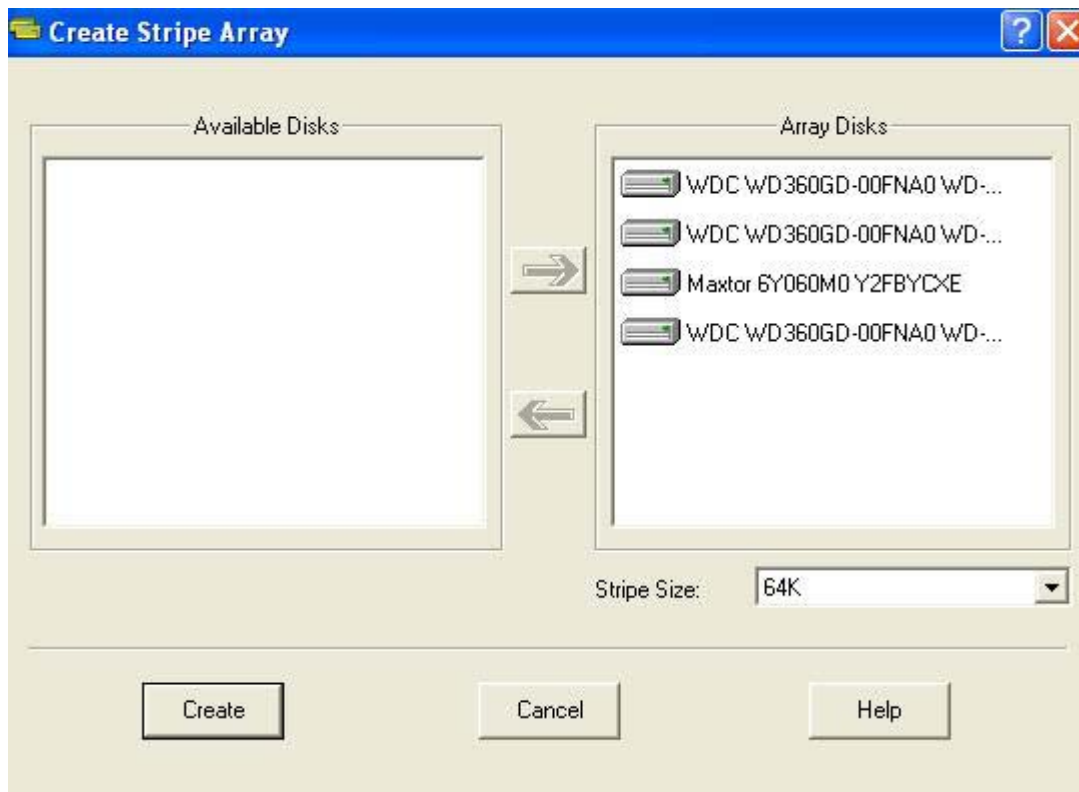 Create Stripe Array
Available Disks
Array Disks
WDC WD360GD-00FNA0 WD-...
WDC WD360GD-00FNA0 WD-...
Maxtor 6Y060M0 Y2FBYCXE
WDC WD360GD-00FNA0 WD-...
Stripe Size: 64K
Create Cancel Help